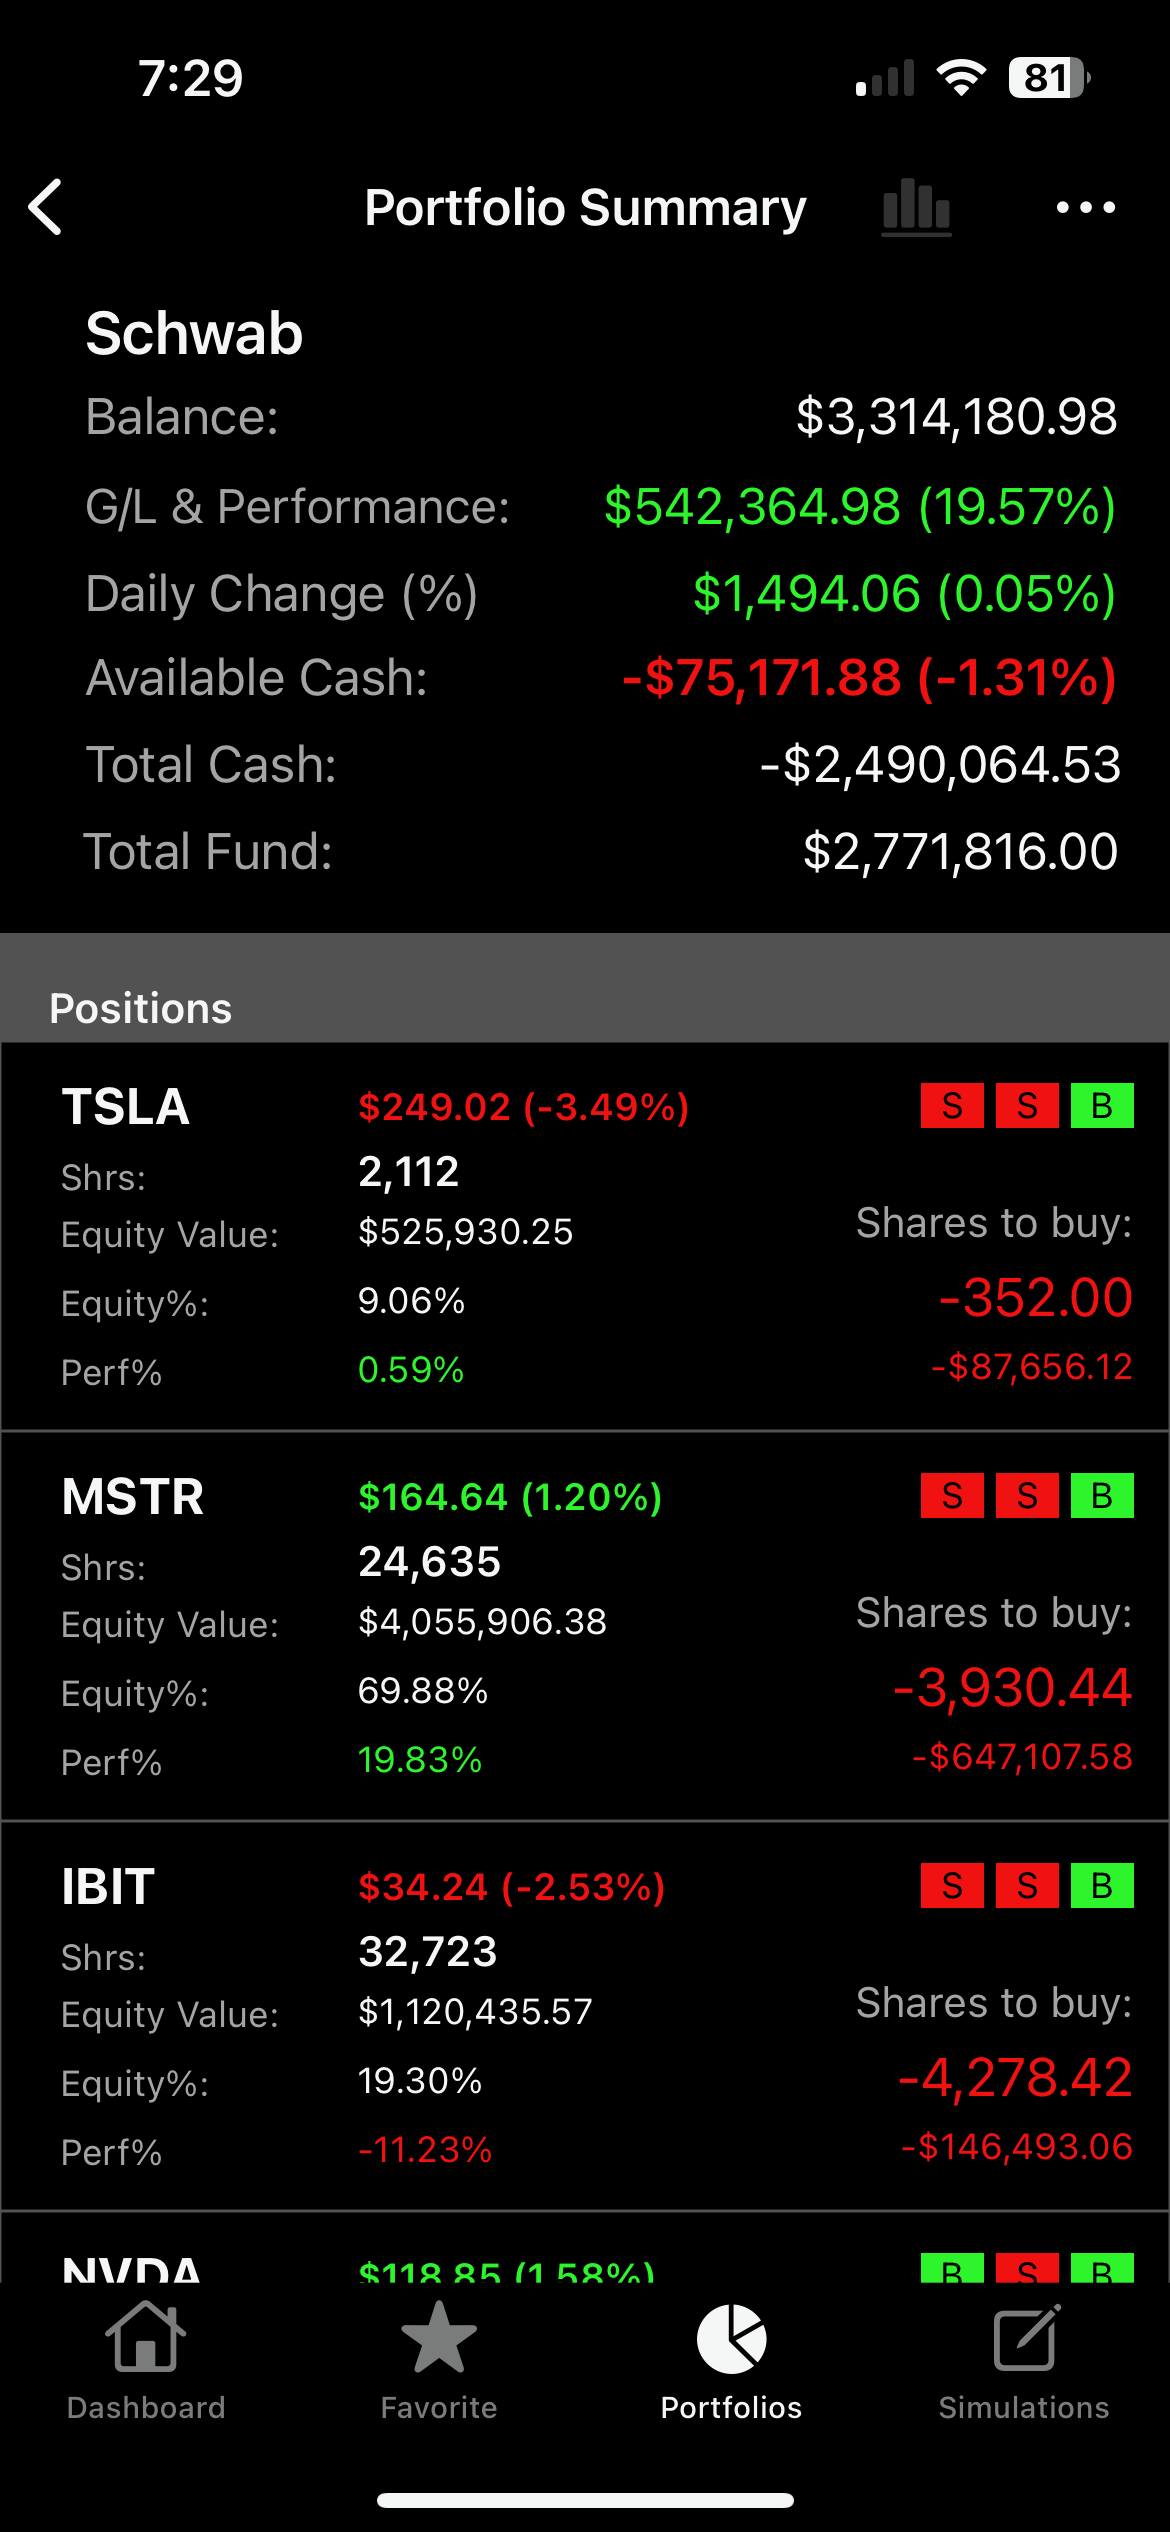 7:29
81
Portfolio Summary
Schwab
Balance: $3,314,180.98
G/L & Performance: $542,364.98 (19.57%)
Daily Change (%) $1,494.06 (0.05%)
Available Cash: -$75,171.88 (-1.31%)
Total Cash: -$2,490,064.53
Total Fund: $2,771,816.00
Positions
TSLA $249.02 (-3.49%) S S B
Shrs: 2,112
Equity Value: $525,930.25 Shares to buy:
Equity%: 9.06% -352.00
Perf% 0.59% -$87,656.12
MSTR $164.64 (1.20%) S S B
Shrs: 24,635
Equity Value: $4,055,906.38 Shares to buy:
Equity%: 69.88% -3,930.44
Perf% 19.83% -$647,107.58
IBIT $34.24 (-2.53%) S S B
Shrs: 32,723
Equity Value: $1,120,435.57 Shares to buy:
Equity%: 19.30% -4,278.42
Perf% -11.23% -$146,493.06
NVDA $118.85 (1.58%) B S B
Dashboard Favorite Portfolios Simulations